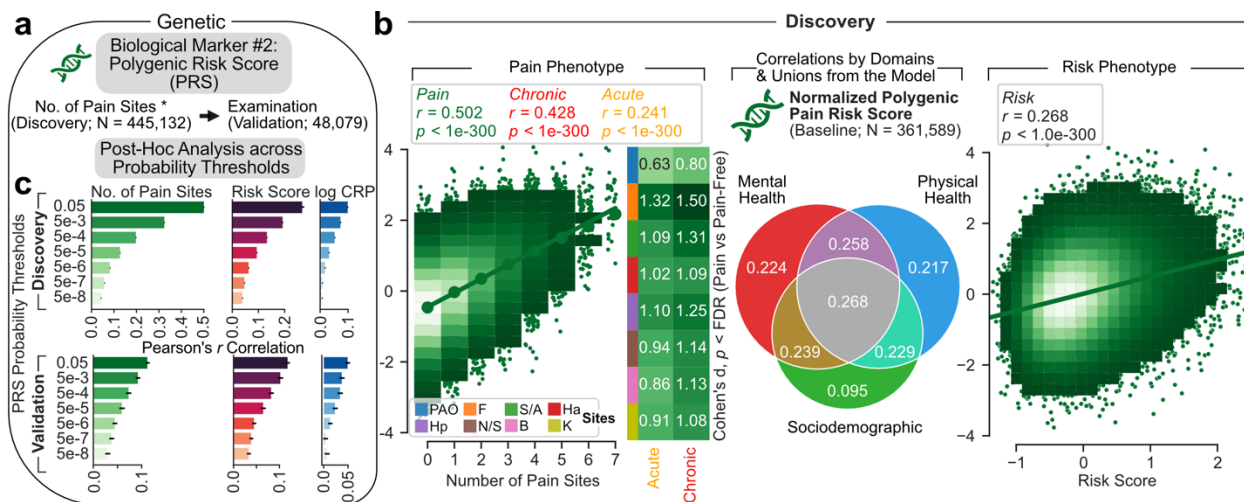 a
Genetic
Biological Marker #2:
Polygenic Risk Score
(PRS)
No. of Pain Sites *
(Discovery; N = 445,132)
Examination
(Validation; 48,079)
Post-Hoc Analysis across
Probability Thresholds
c
No. of Pain Sites
Risk Score
log CRP
PRS Probability Thresholds
Discovery
0.05
5e-3
5e-4
5e-5
5e-6
5e-7
5e-8
0.0
0.1
0.2
0.3
0.4
0.5
0.0
0.1
0.2
0.0
0.1
Pearson's r Correlation
Validation
0.05
5e-3
5e-4
5e-5
5e-6
5e-7
5e-8
0.0
0.1
0.0
0.1
0.00
0.05
b
Discovery
Pain Phenotype
Pain
r = 0.502
p < 1e-300
Chronic
r = 0.428
p < 1e-300
Acute
r = 0.241
p < 1e-300
4
2
0
−2
−4
0 1 2 3 4 5 6 7
Number of Pain Sites
PAO F S/A Ha
Hp N/S B K
Sites
0.63 0.80
1.32 1.50
1.09 1.31
1.02 1.09
1.10 1.25
0.94 1.14
0.86 1.13
0.91 1.08
Acute
Chronic
Cohen's d, p < FDR (Pain vs Pain-Free)
Correlations by Domains
& Unions from the Model
Normalized Polygenic
Pain Risk Score
(Baseline; N = 361,589)
Mental
Health
Physical
Health
0.258
0.224
0.217
0.268
0.239
0.229
0.095
Sociodemographic
Risk Phenotype
Risk
r = 0.268
p < 1.0e-300
4
2
0
−2
−4
−1 0 1 2
Risk Score